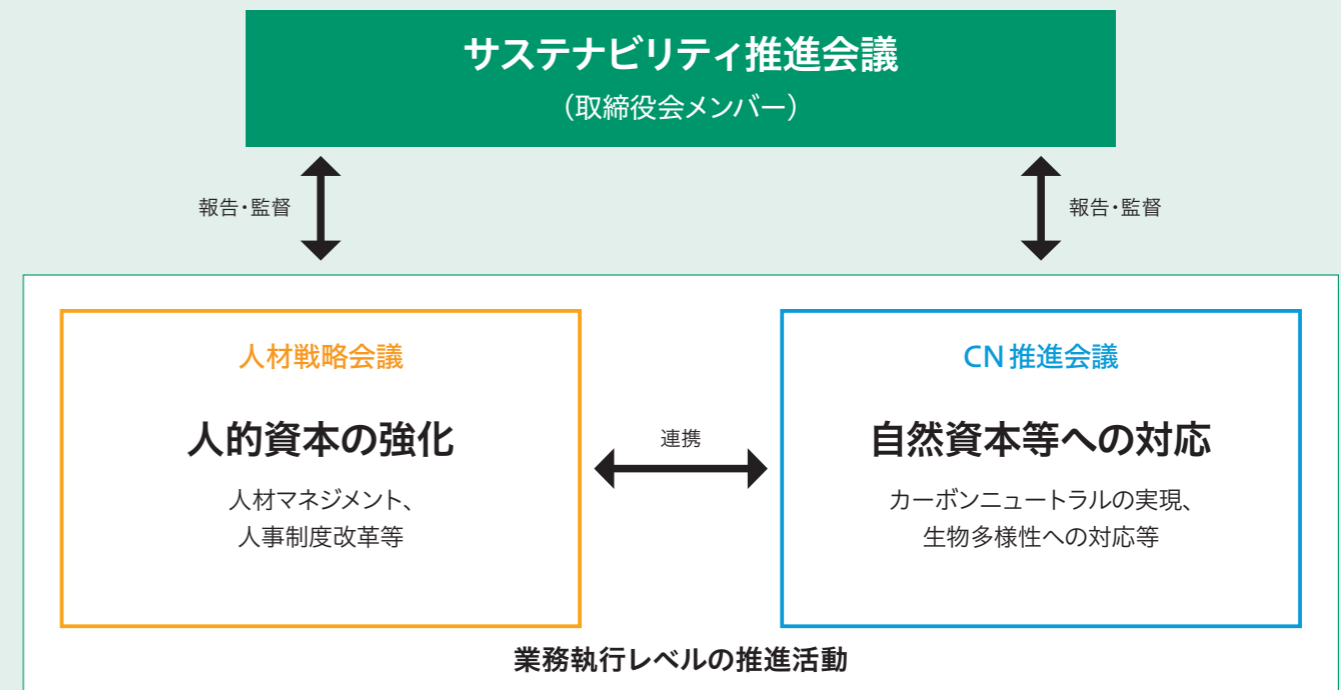 サステナビリティ推進会議
（取締役会メンバー）
報告・監督
報告・監督
人材戦略会議
人的資本の強化
人材マネジメント、
人事制度改革等
連携
CN推進会議
自然資本等への対応
カーボンニュートラルの実現、
生物多様性への対応等
業務執行レベルの推進活動